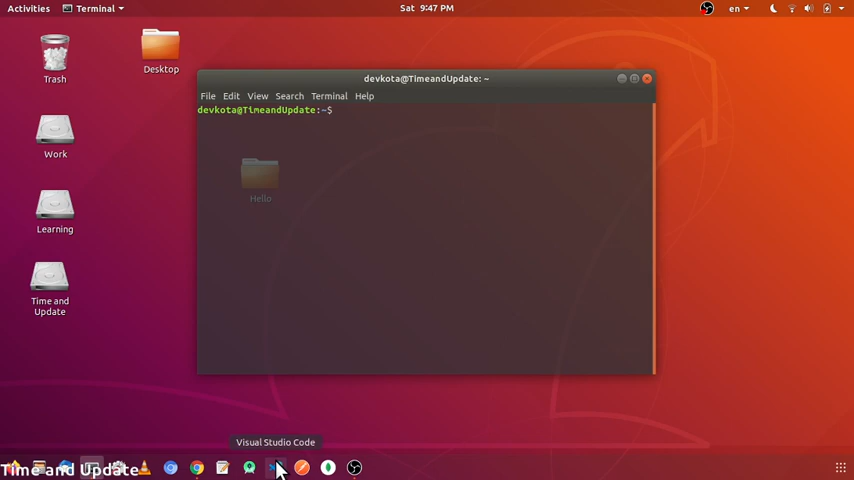 Activities
Terminal
Sat 9:47 PM
en
Trash
Desktop
Work
Learning
Time and
Update
devkota@TimeandUpdate: ~
File Edit View Search Terminal Help
devkota@TimeandUpdate:~$
Hello
Visual Studio Code
Time and Update